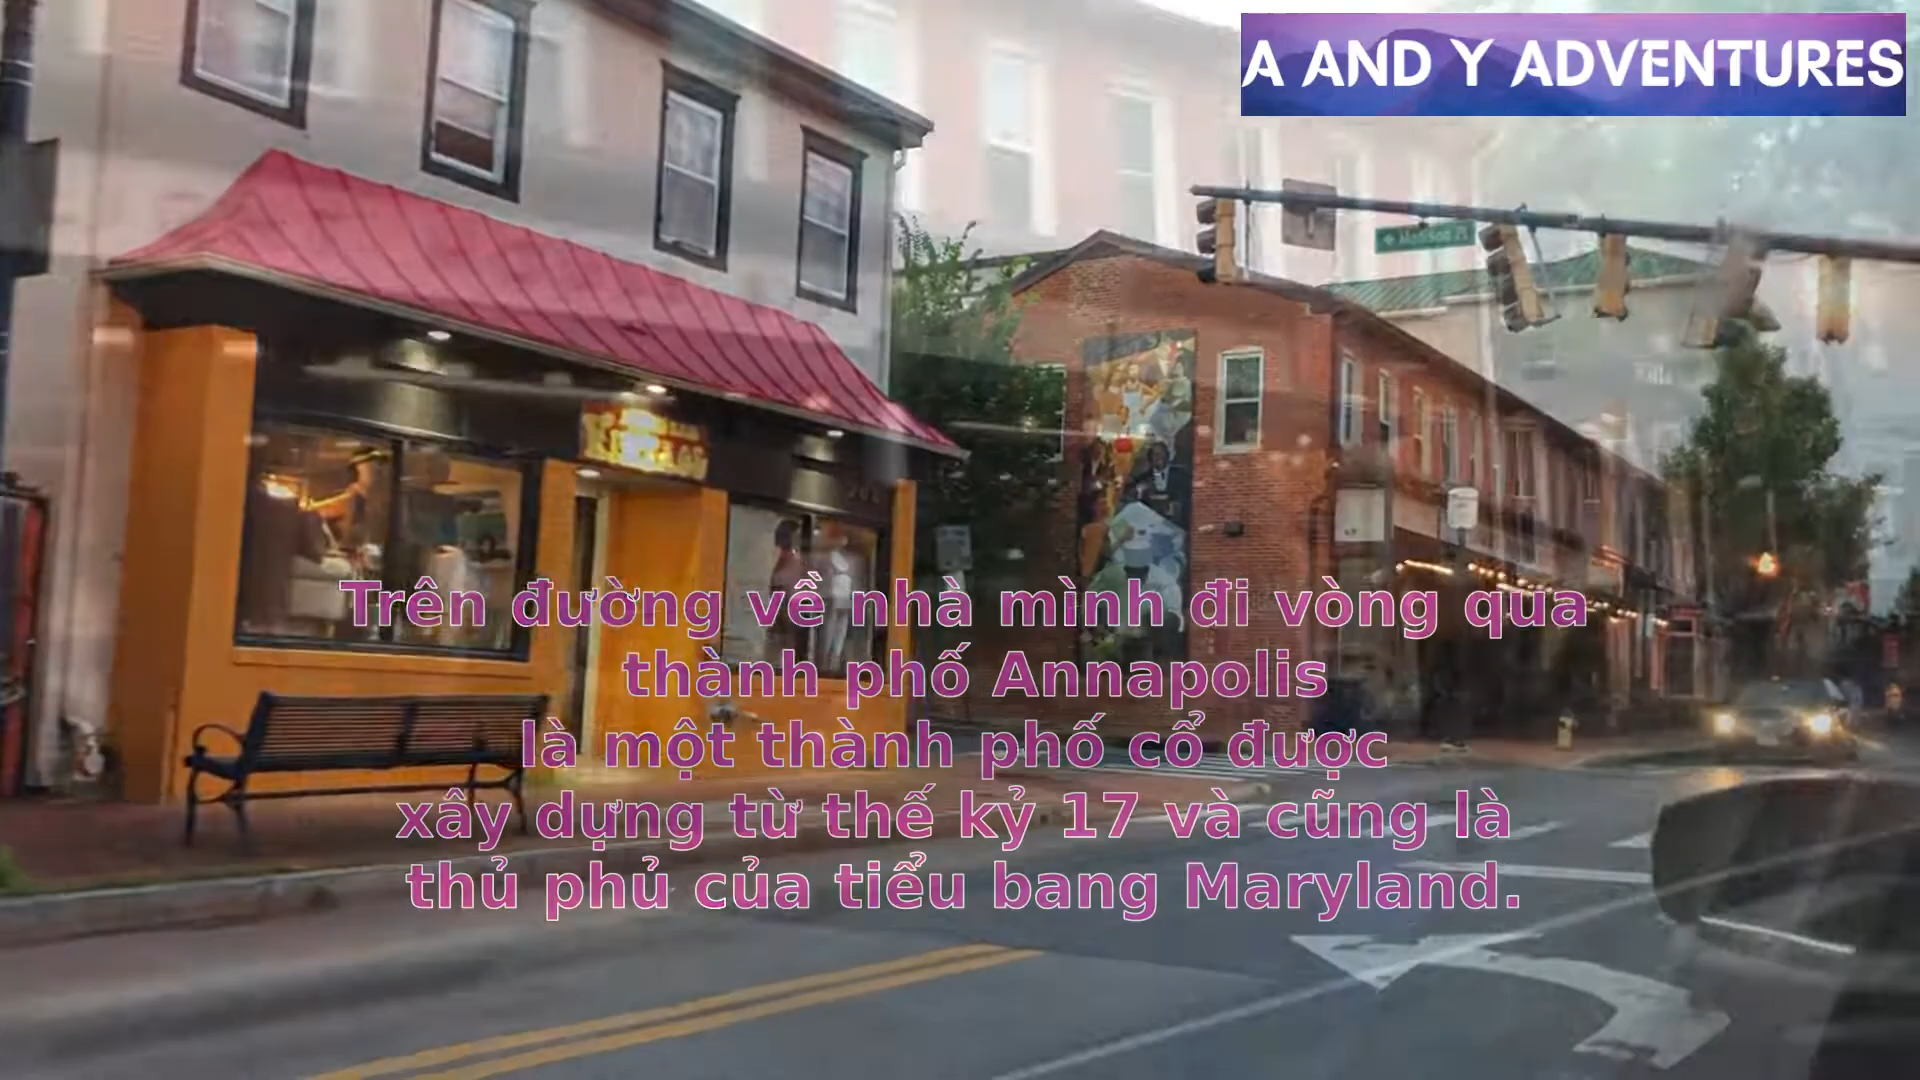 A AND Y ADVENTURES
Trên đường về nhà mình đi vòng qua
thành phố Annapolis
là một thành phố cổ được
xây dựng từ thế kỷ 17 và cũng là
thủ phủ của tiểu bang Maryland.